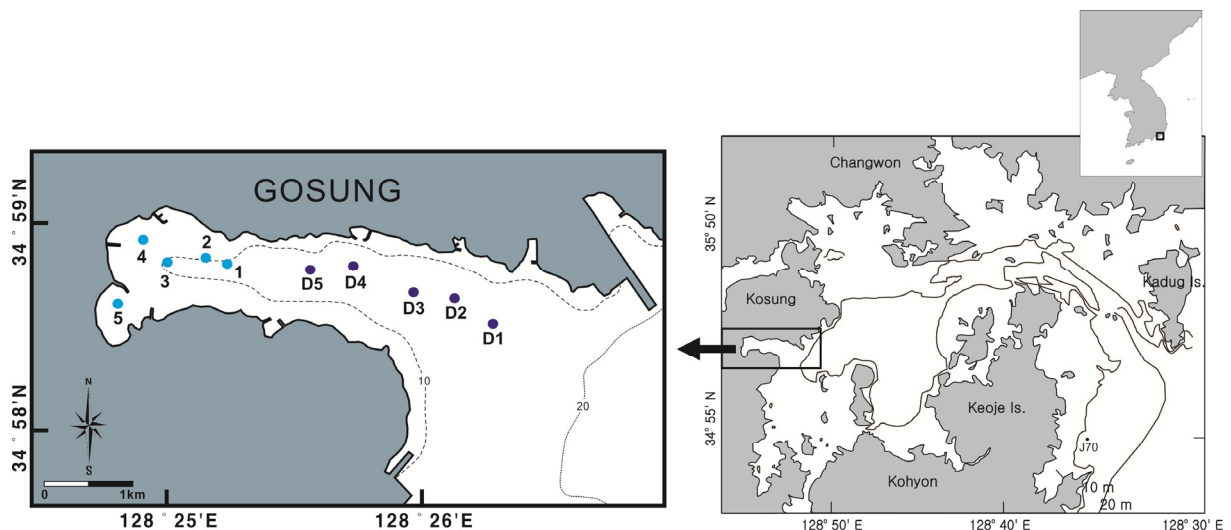 GOSUNG
34 °59 'N
34 °58 'N
4
2
3
1
5
D5
D4
D3
D2
D1
10
20
N
S
0
1km
128 °25'E
128 °26'E
Changwon
35°50' N
Kosung
Kadug Is.
Keoje Is.
34°55' N
J70
Kohyon
10 m
20 m
128°50' E
128°40' E
128°30' E